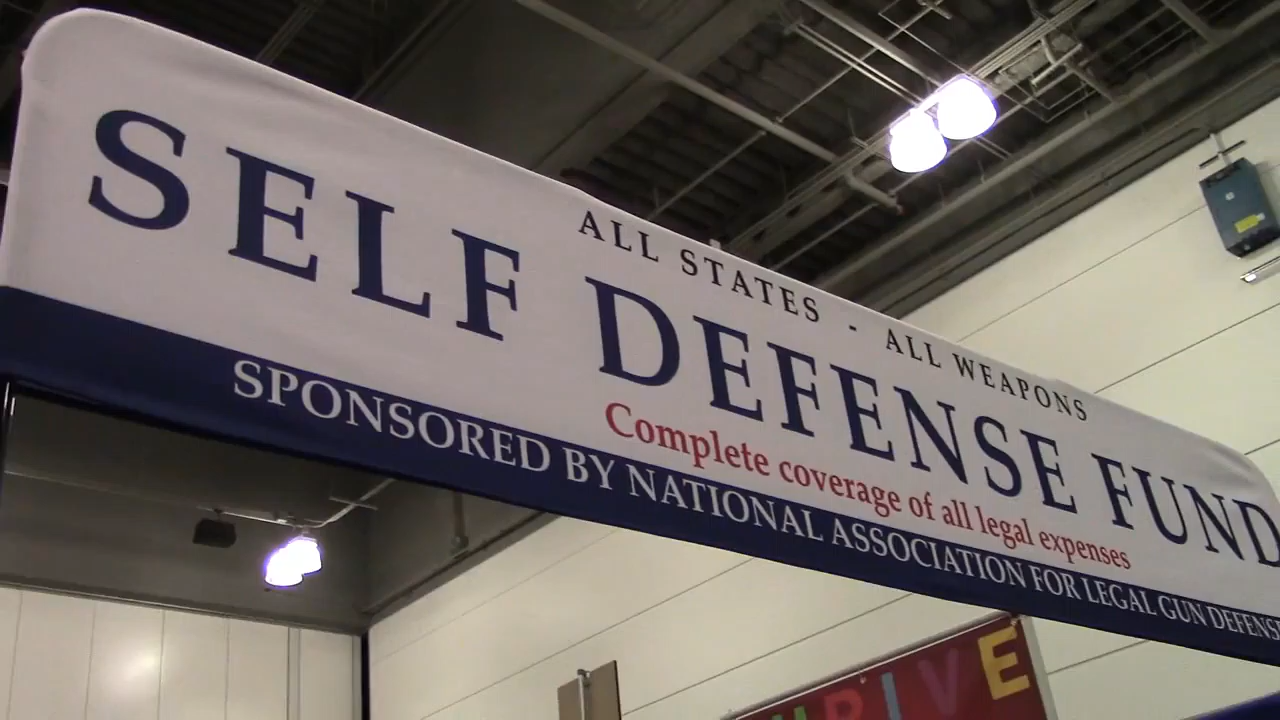 ALL STATES - ALL WEAPONS
SELF DEFENSE FUND
Complete coverage of all legal expenses
SPONSORED BY NATIONAL ASSOCIATION FOR LEGAL GUN DEFENSE